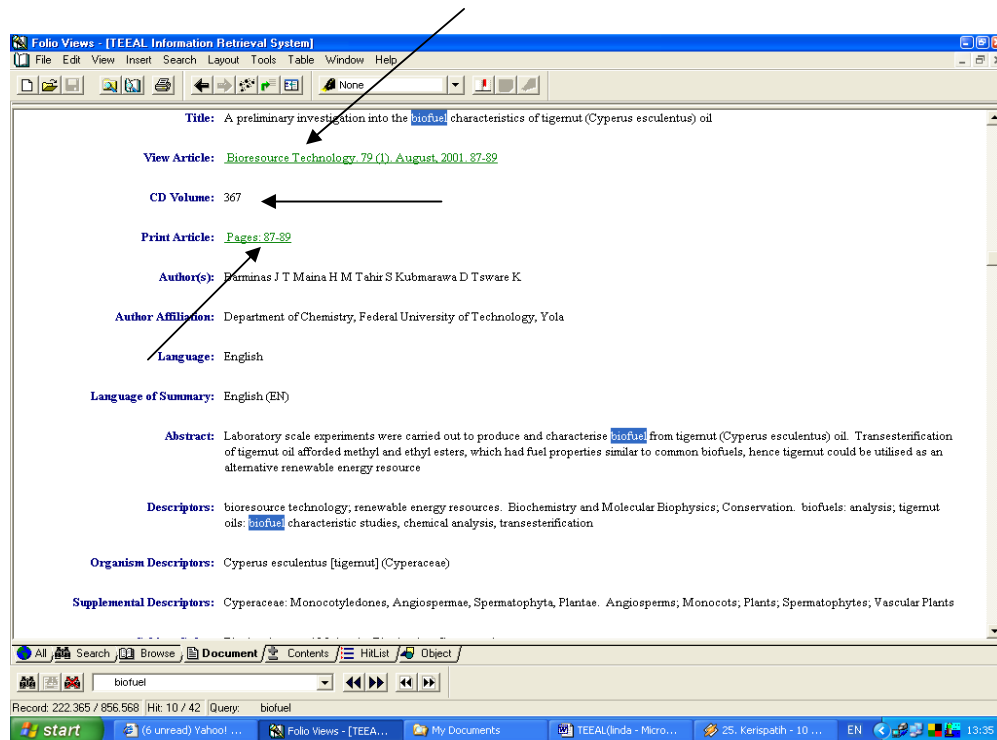 Folio Views - [TEEAL Information Retrieval System]
File Edit View Insert Search Layout Tools Table Window Help
None
Title: A preliminary investigation into the biofuel characteristics of tigernut (Cyperus esculentus) oil
View Article: Bioresource Technology. 79 (1). August, 2001. 87-89
CD Volume: 367
Print Article: Pages: 87-89
Author(s): Barminas J T Maina H M Tahir S Kubmarawa D Tsware K
Author Affiliation: Department of Chemistry, Federal University of Technology, Yola
Language: English
Language of Summary: English (EN)
Abstract: Laboratory scale experiments were carried out to produce and characterise biofuel from tigernut (Cyperus esculentus) oil. Transesterification
of tigernut oil afforded methyl and ethyl esters, which had fuel properties similar to common biofuels, hence tigernut could be utilised as an
alternative renewable energy resource
Descriptors: bioresource technology; renewable energy resources. Biochemistry and Molecular Biophysics; Conservation. biofuels: analysis; tigernut
oils: biofuel characteristic studies, chemical analysis, transesterification
Organism Descriptors: Cyperus esculentus [tigernut] (Cyperaceae)
Supplemental Descriptors: Cyperaceae: Monocotyledones, Angiospermae, Spermatophyta, Plantae. Angiosperms; Monocots; Plants; Spermatophytes; Vascular Plants
All Search Browse Document Contents HitList Object
biofuel
Record: 222.365 / 856.568 Hit: 10 / 42 Query: biofuel
start (6 unread) Yahoo! ... Folio Views - [TEEA... My Documents TEEAL(linda - Micro... 25. Kerispatih - 10 ... EN 13:35